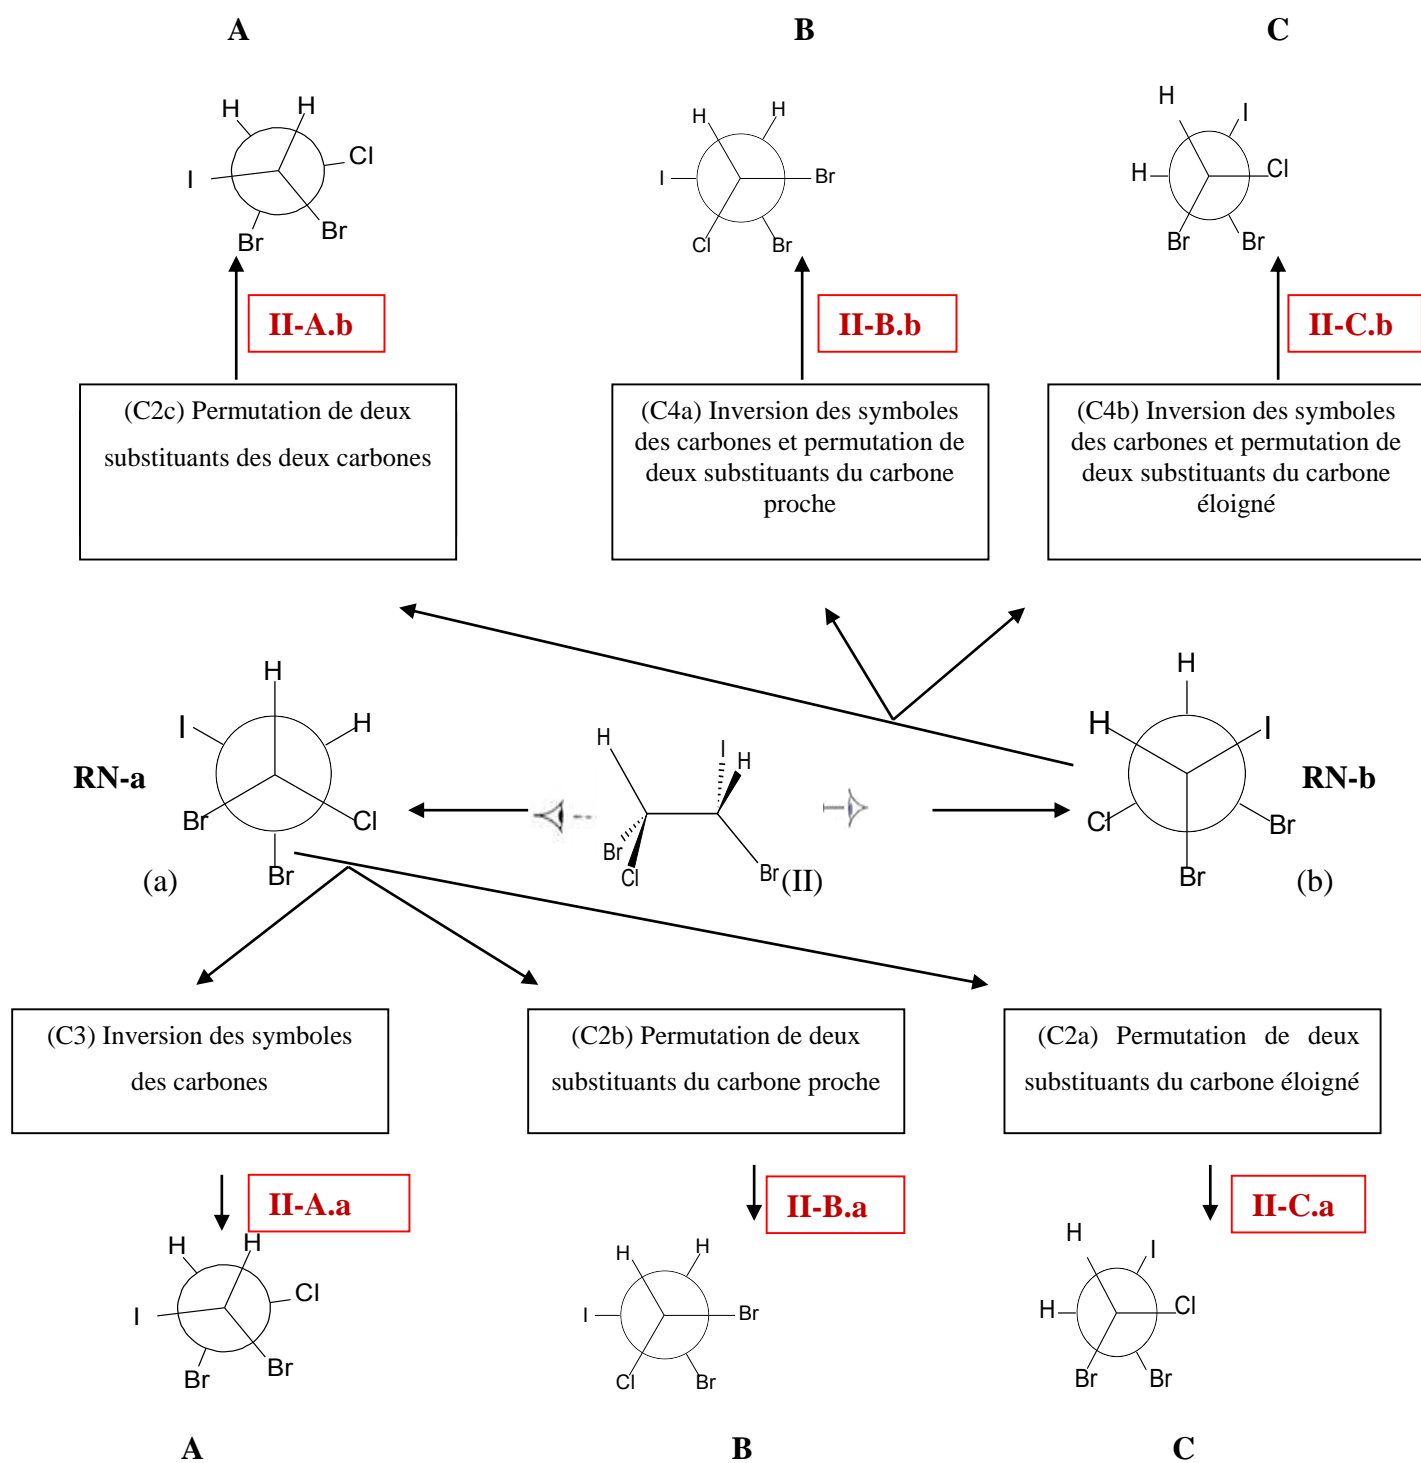 A B C
H H Cl I Br Br
H H I Br Cl Br
H I H Cl Br Br
II-A.b II-B.b II-C.b
(C2c) Permutation de deux
substituants des deux carbones
(C4a) Inversion des symboles
des carbones et permutation de
deux substituants du carbone
proche
(C4b) Inversion des symboles
des carbones et permutation de
deux substituants du carbone
éloigné
RN-a
H I H Br Cl Br
(a)
H I H Br Cl Br
(II)
H H I Cl Br Br
RN-b
(b)
(C3) Inversion des symboles
des carbones
(C2b) Permutation de deux
substituants du carbone proche
(C2a) Permutation de deux
substituants du carbone éloigné
II-A.a II-B.a II-C.a
H H Cl I Br Br
H H I Br Cl Br
H I H Cl Br Br
A B C